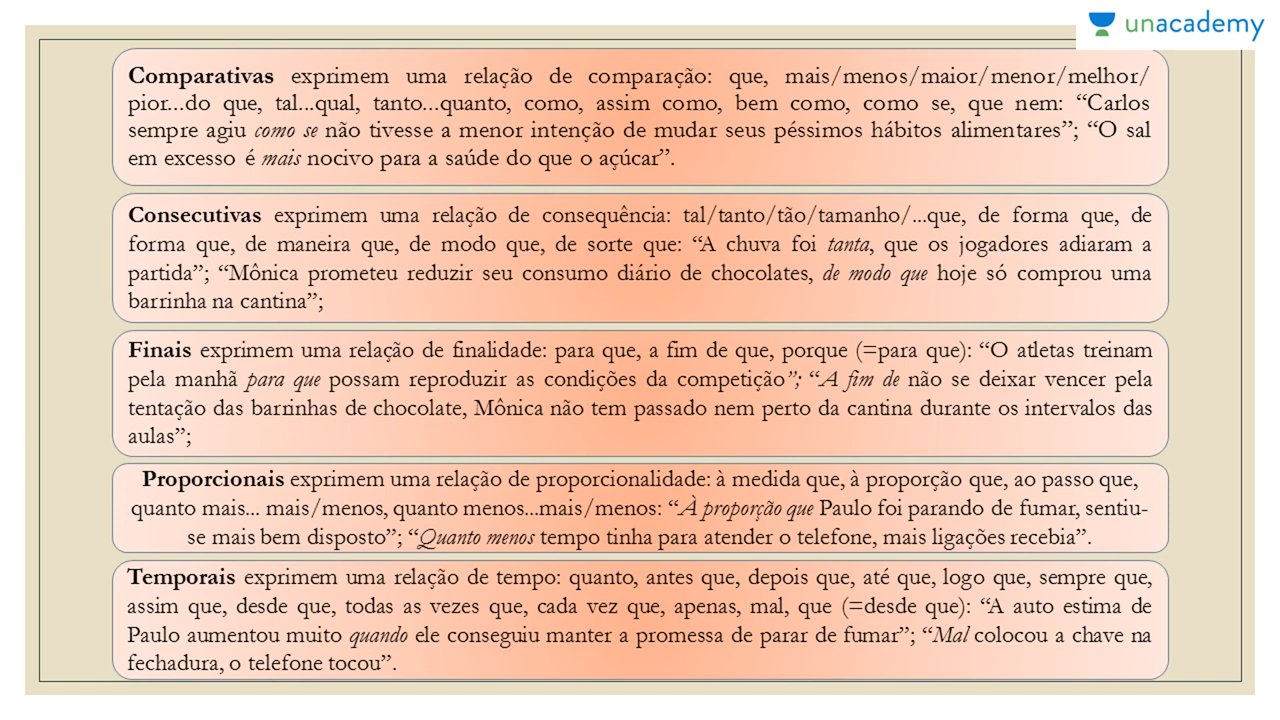 unacademy
Comparativas exprimem uma relação de comparação: que, mais/menos/maior/menor/melhor/
pior...do que, tal...qual, tanto...quanto, como, assim como, bem como, como se, que nem: “Carlos
sempre agiu como se não tivesse a menor intenção de mudar seus péssimos hábitos alimentares”; “O sal
em excesso é mais nocivo para a saúde do que o açúcar”.
Consecutivas exprimem uma relação de consequência: tal/tanto/tão/tamanho/...que, de forma que, de
forma que, de maneira que, de modo que, de sorte que: “A chuva foi tanta, que os jogadores adiaram a
partida”; “Mônica prometeu reduzir seu consumo diário de chocolates, de modo que hoje só comprou uma
barrinha na cantina”;
Finais exprimem uma relação de finalidade: para que, a fim de que, porque (=para que): “O atletas treinam
pela manhã para que possam reproduzir as condições da competição”; “A fim de não se deixar vencer pela
tentação das barrinhas de chocolate, Mônica não tem passado nem perto da cantina durante os intervalos das
aulas”;
Proporcionais exprimem uma relação de proporcionalidade: à medida que, à proporção que, ao passo que,
quanto mais... mais/menos, quanto menos...mais/menos: “À proporção que Paulo foi parando de fumar, sentiu-
se mais bem disposto”; “Quanto menos tempo tinha para atender o telefone, mais ligações recebia”.
Temporais exprimem uma relação de tempo: quanto, antes que, depois que, até que, logo que, sempre que,
assim que, desde que, todas as vezes que, cada vez que, apenas, mal, que (=desde que): “A auto estima de
Paulo aumentou muito quando ele conseguiu manter a promessa de parar de fumar”; “Mal colocou a chave na
fechadura, o telefone tocou”.